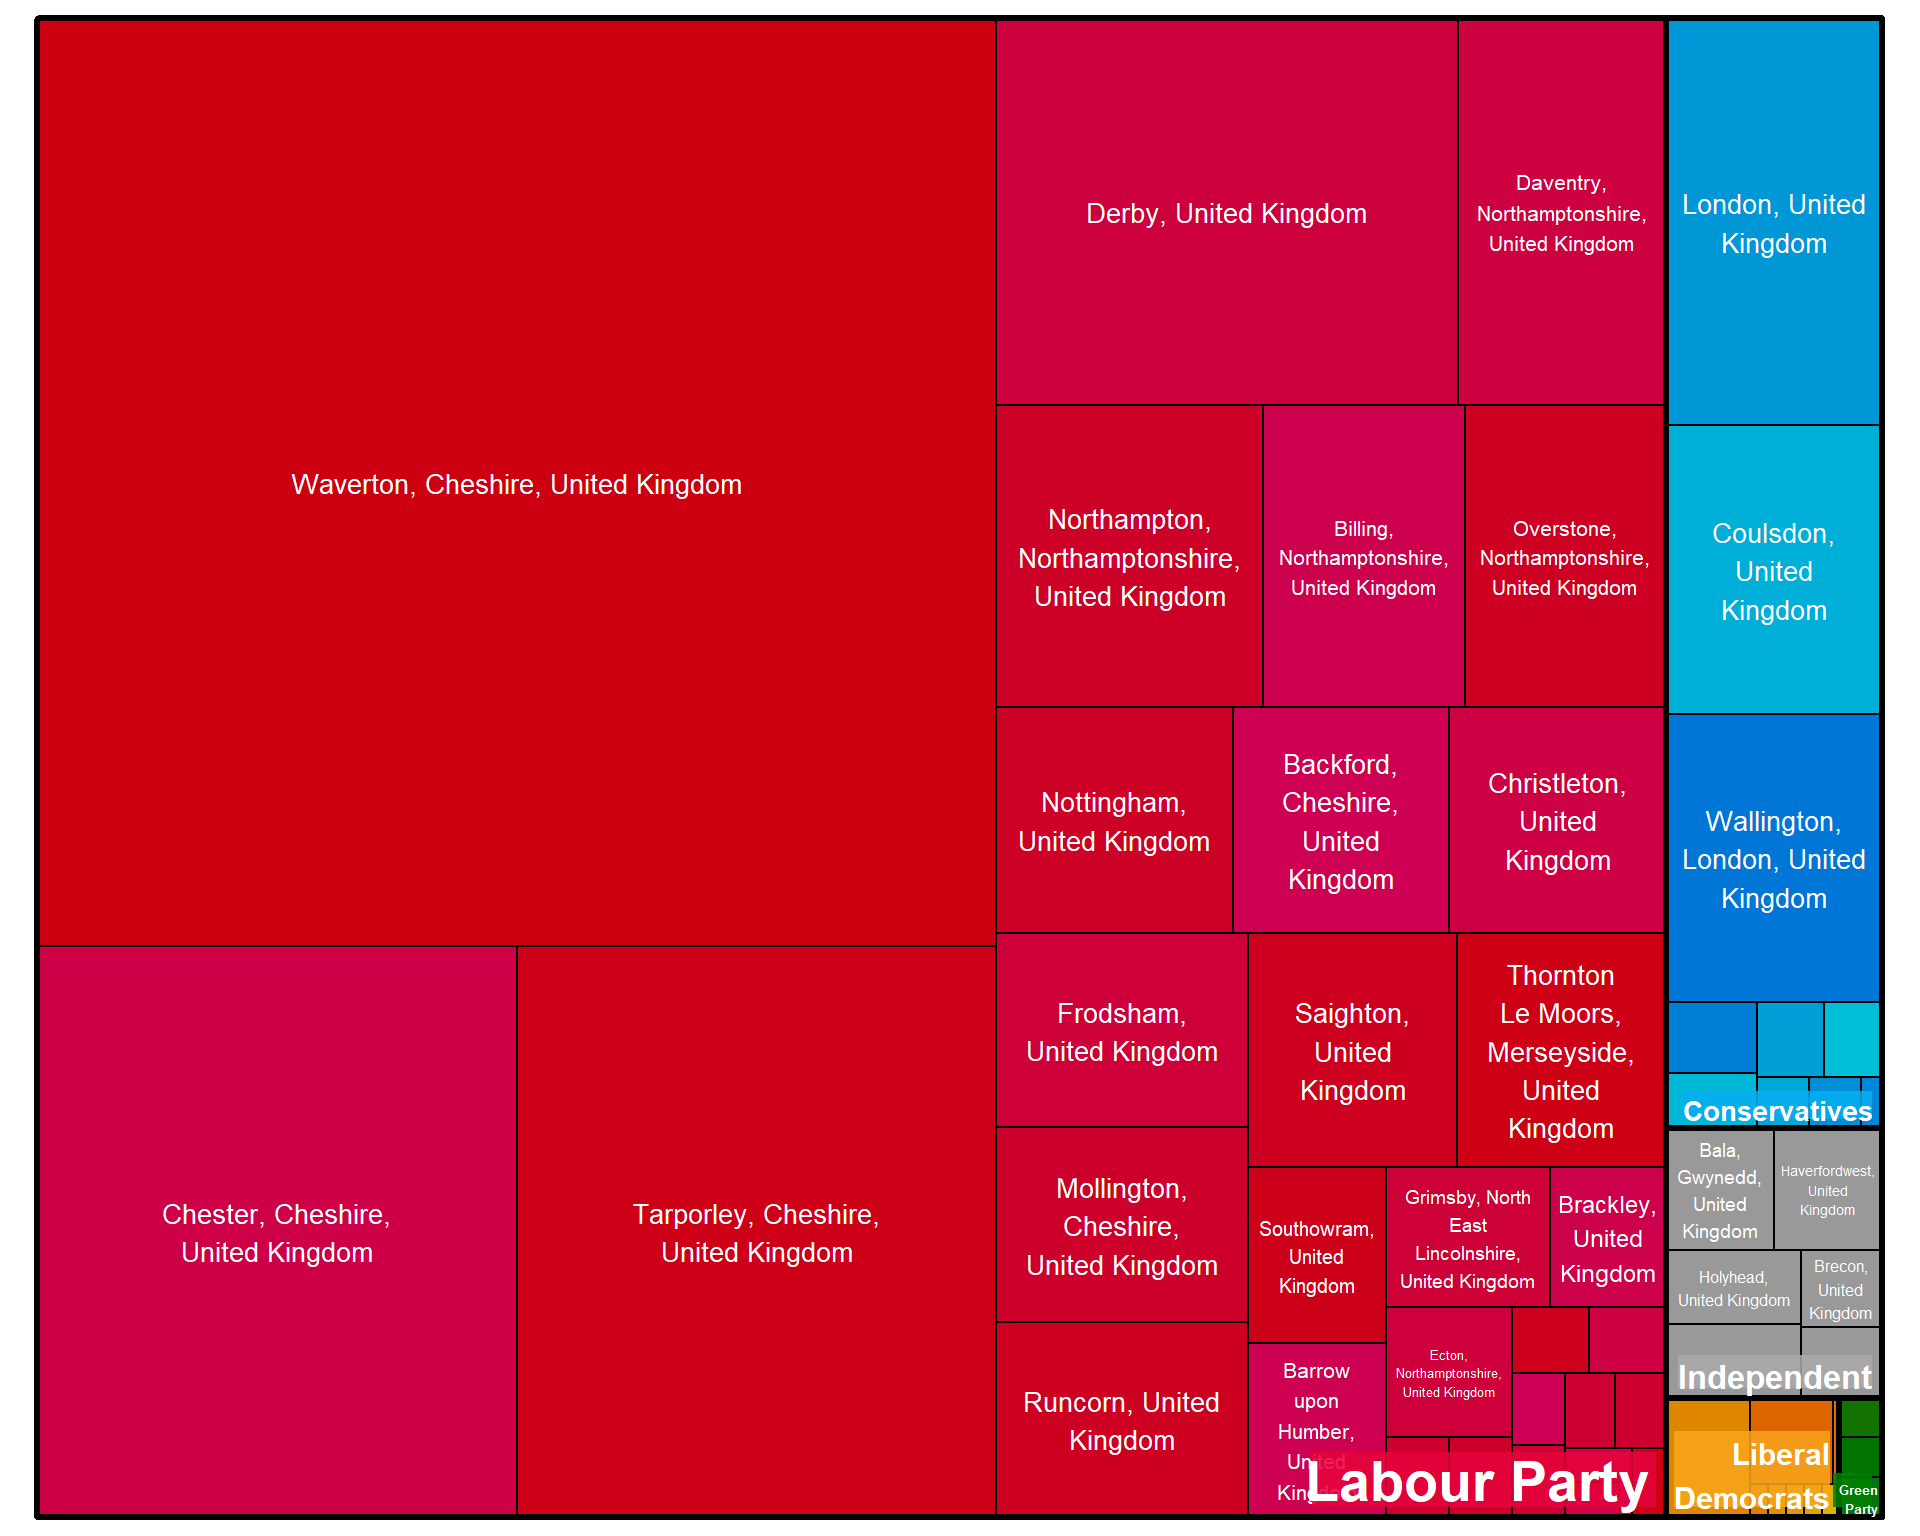 Waverton, Cheshire, United Kingdom
Chester, Cheshire,
United Kingdom
Tarporley, Cheshire,
United Kingdom
Derby, United Kingdom
Daventry,
Northamptonshire,
United Kingdom
Northampton,
Northamptonshire,
United Kingdom
Billing,
Northamptonshire,
United Kingdom
Overstone,
Northamptonshire,
United Kingdom
Nottingham,
United Kingdom
Backford,
Cheshire,
United
Kingdom
Christleton,
United
Kingdom
Frodsham,
United Kingdom
Mollington,
Cheshire,
United Kingdom
Runcorn, United
Kingdom
Saighton,
United
Kingdom
Thornton
Le Moors,
Merseyside,
United
Kingdom
Southowram,
United
Kingdom
Barrow
upon
Humber,
United
Kingdom
Grimsby, North
East
Lincolnshire,
United Kingdom
Brackley,
United
Kingdom
Ecton,
Northamptonshire,
United Kingdom
Labour Party
London, United
Kingdom
Coulsdon,
United
Kingdom
Wallington,
London, United
Kingdom
Conservatives
Bala,
Gwynedd,
United
Kingdom
Haverfordwest,
United
Kingdom
Holyhead,
United Kingdom
Brecon,
United
Kingdom
Independent
Liberal
Democrats
Green
Party